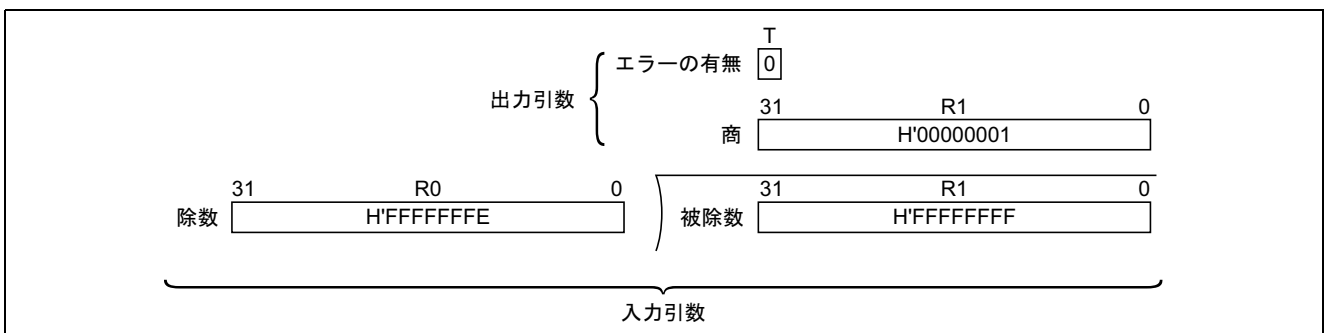 T
エラーの有無 0
出力引数
31 R1 0
商 H'00000001
31 R0 0 31 R1 0
除数 H'FFFFFFFE 被除数 H'FFFFFFFF
入力引数